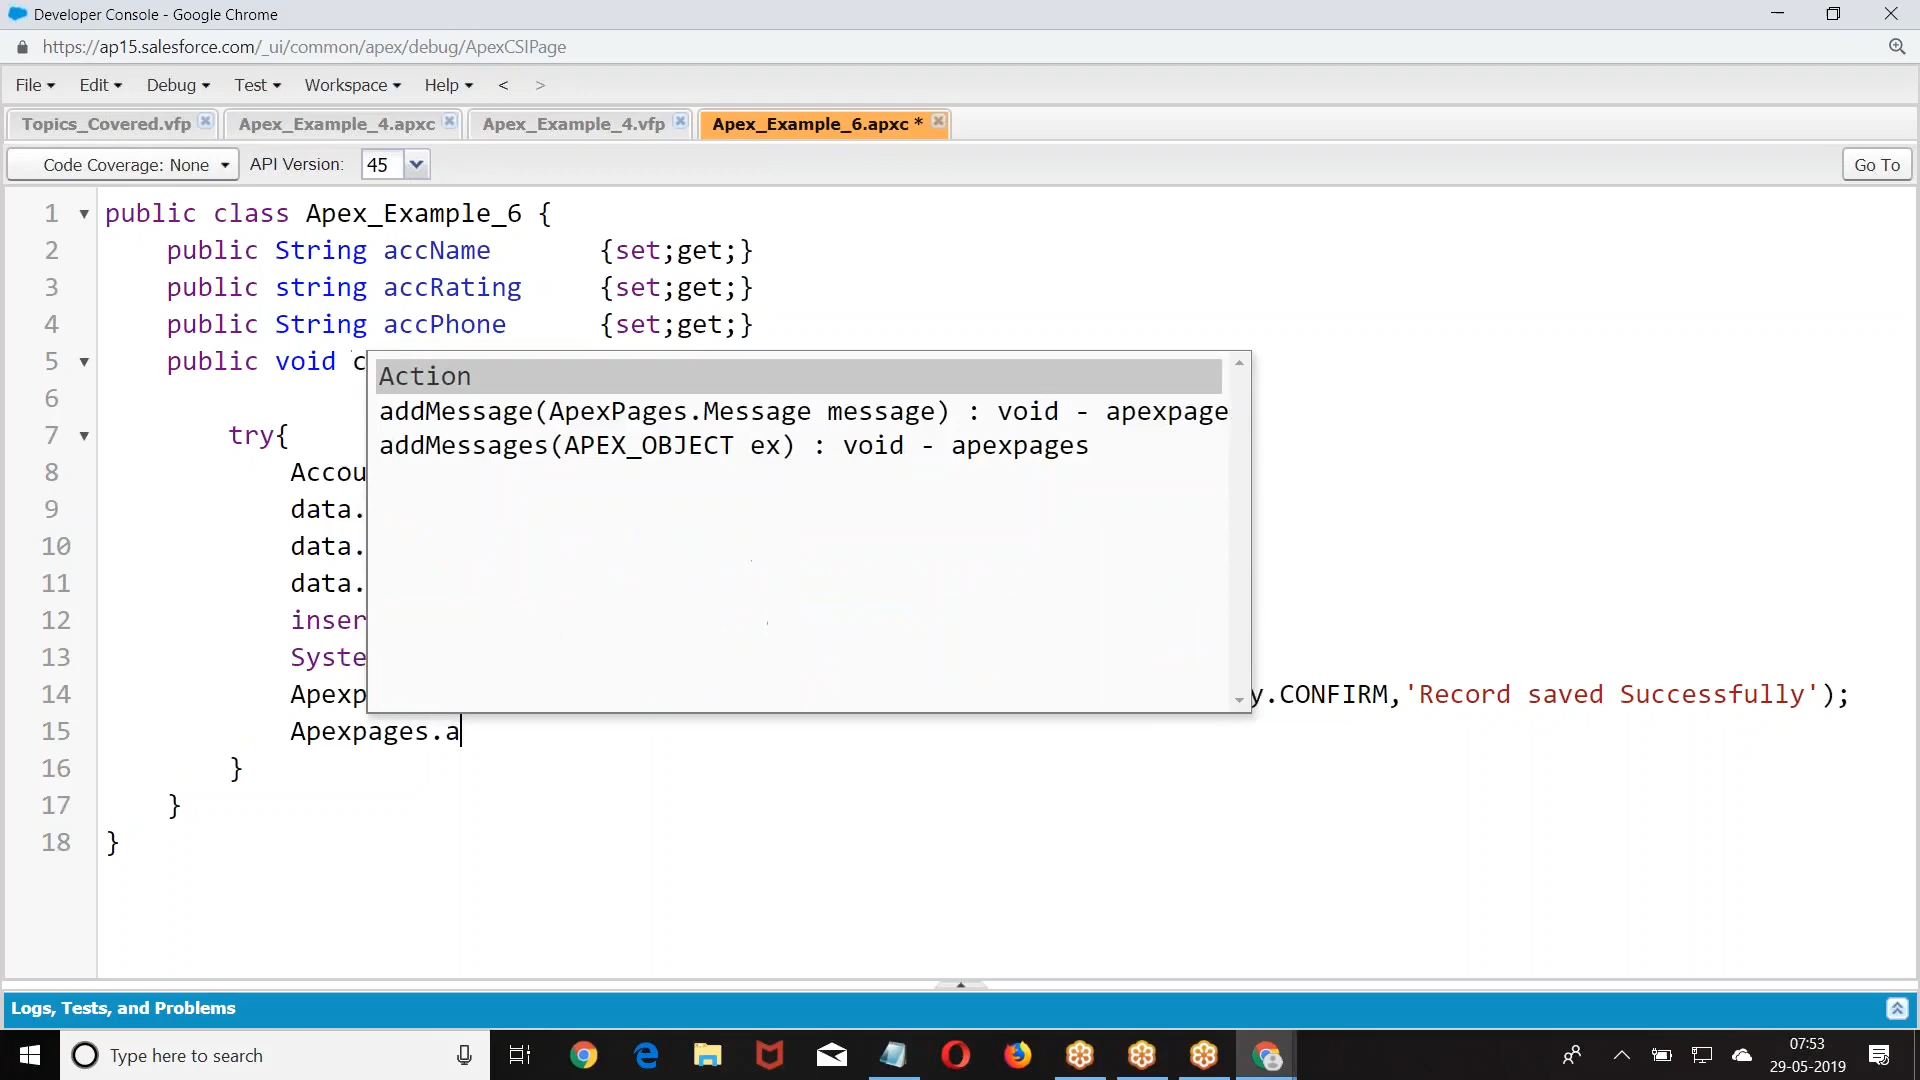 Developer Console - Google Chrome
https://ap15.salesforce.com/_ui/common/apex/debug/ApexCSIPage
File Edit Debug Test Workspace Help < >
Topics_Covered.vfp Apex_Example_4.apxc Apex_Example_4.vfp Apex_Example_6.apxc *
Code Coverage: None API Version: 45 Go To
1 public class Apex_Example_6 {
2 public String accName {set;get;}
3 public string accRating {set;get;}
4 public String accPhone {set;get;}
5 public void c
Action
6
addMessage(ApexPages.Message message) : void - apexpage
7 try{
addMessages(APEX_OBJECT ex) : void - apexpages
8 Accou
9 data.
10 data.
11 data.
12 inser
13 Syste
14 Apexp y.CONFIRM,'Record saved Successfully');
15 Apexpages.a
16 }
17 }
18 }
Logs, Tests, and Problems
Type here to search
07:53
29-05-2019